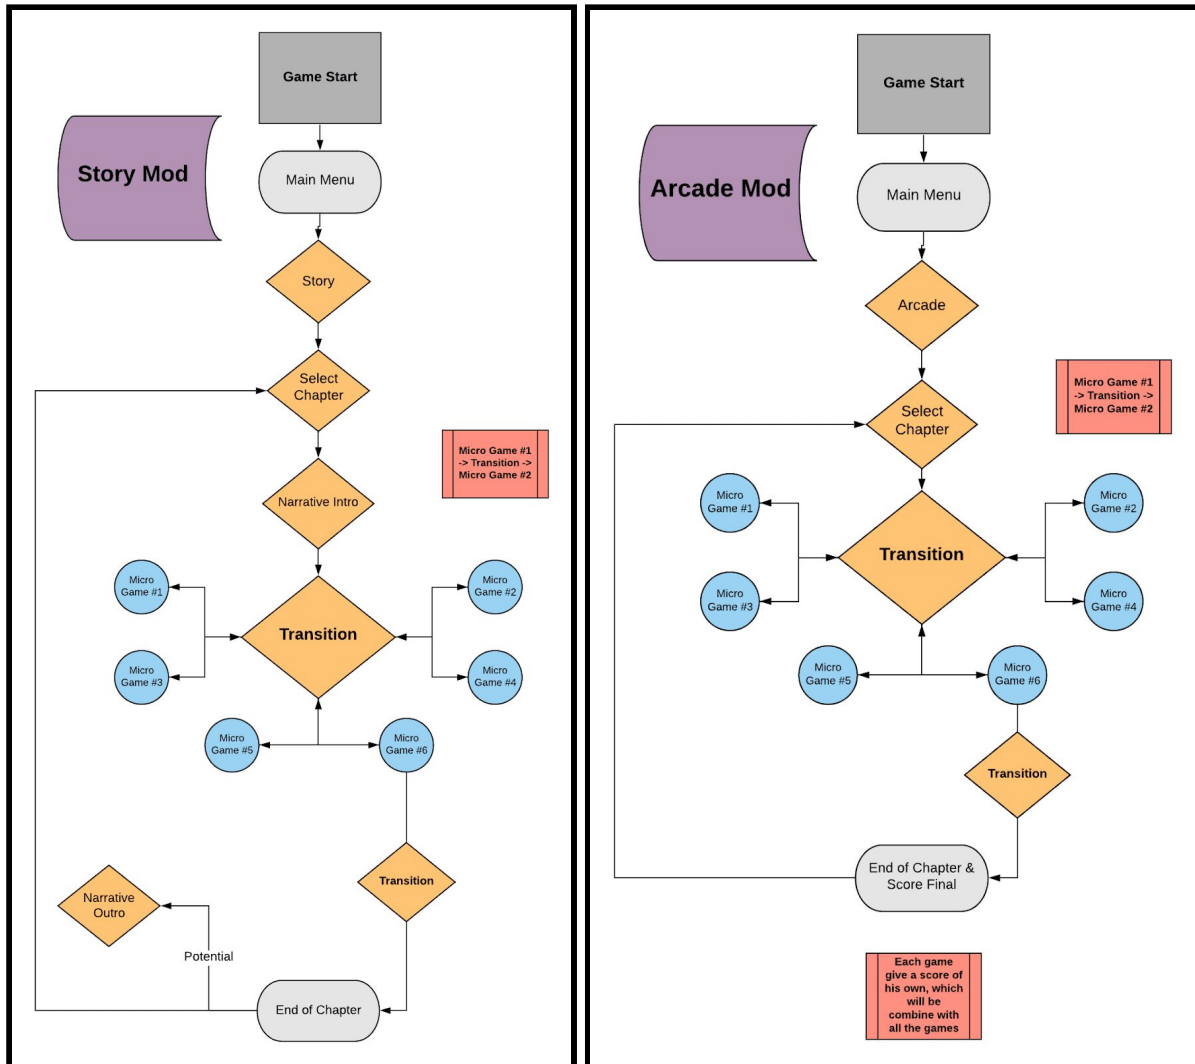 Game Start
Story Mod
Main Menu
Story
Select
Chapter
Micro Game #1
-> Transition ->
Micro Game #2
Narrative Intro
Micro
Game #1
Micro
Game #2
Transition
Micro
Game #3
Micro
Game #4
Micro
Game #5
Micro
Game #6
Transition
Narrative
Outro
Potential
End of Chapter
Game Start
Arcade Mod
Main Menu
Arcade
Micro Game #1
-> Transition ->
Micro Game #2
Select
Chapter
Micro
Game #1
Micro
Game #2
Transition
Micro
Game #3
Micro
Game #4
Micro
Game #5
Micro
Game #6
Transition
End of Chapter &
Score Final
Each game
give a score of
his own, which
will be
combine with
all the games